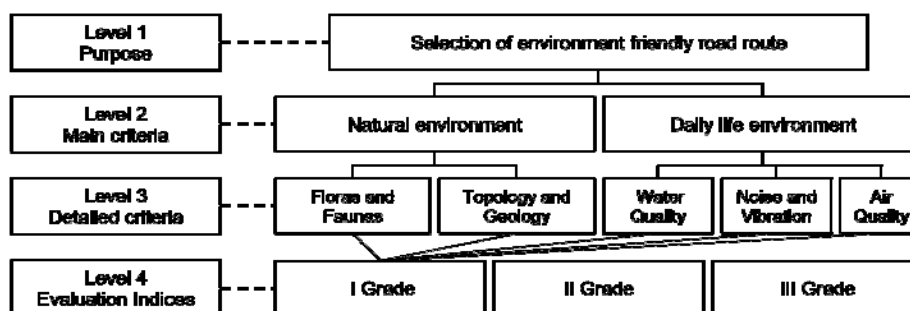 Level 1
Purpose
Selection of environment friendly road route
Level 2
Main criteria
Natural environment
Daily life environment
Level 3
Detailed criteria
Floras and
Faunas
Topology and
Geology
Water
Quality
Noise and
Vibration
Air
Quality
Level 4
Evaluation Indices
I Grade
II Grade
III Grade